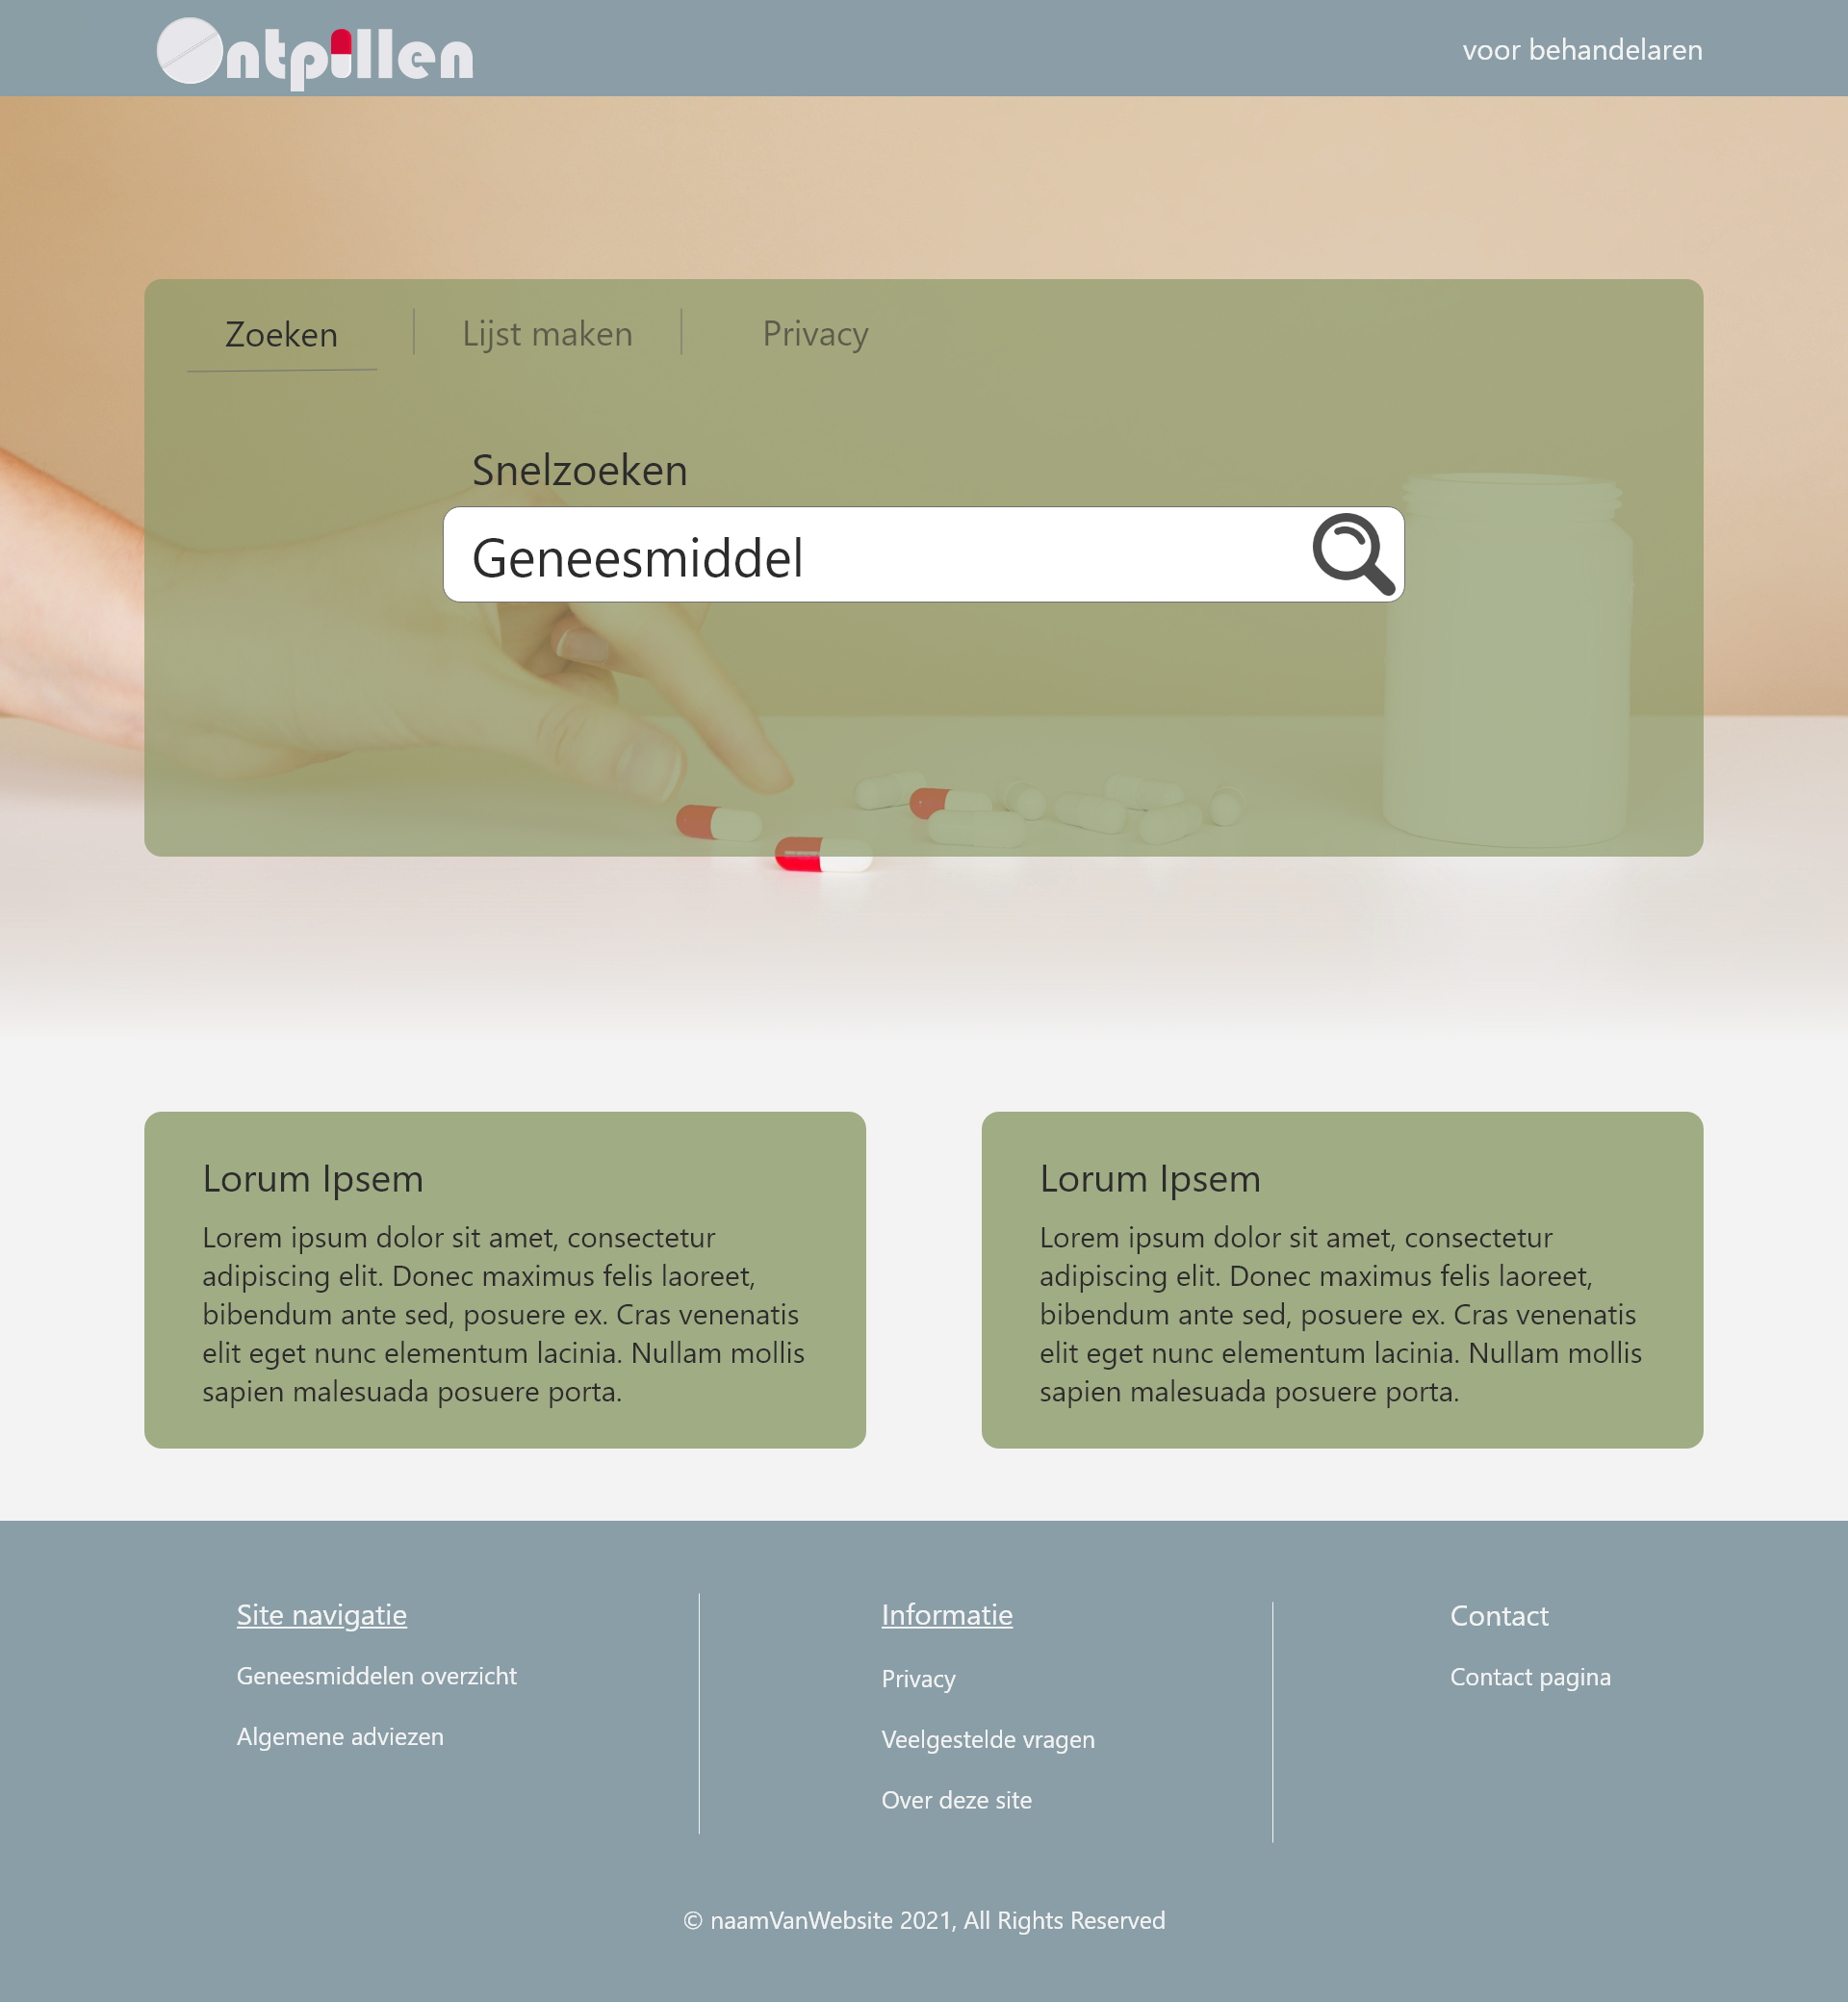 Ontpillen
voor behandelaren
Zoeken
Lijst maken
Privacy
Snelzoeken
Geneesmiddel
Lorum Ipsem
Lorem ipsum dolor sit amet, consectetur
adipiscing elit. Donec maximus felis laoreet,
bibendum ante sed, posuere ex. Cras venenatis
elit eget nunc elementum lacinia. Nullam mollis
sapien malesuada posuere porta.
Lorum Ipsem
Lorem ipsum dolor sit amet, consectetur
adipiscing elit. Donec maximus felis laoreet,
bibendum ante sed, posuere ex. Cras venenatis
elit eget nunc elementum lacinia. Nullam mollis
sapien malesuada posuere porta.
Site navigatie
Geneesmiddelen overzicht
Algemene adviezen
Informatie
Privacy
Veelgestelde vragen
Over deze site
Contact
Contact pagina
© naamVanWebsite 2021, All Rights Reserved